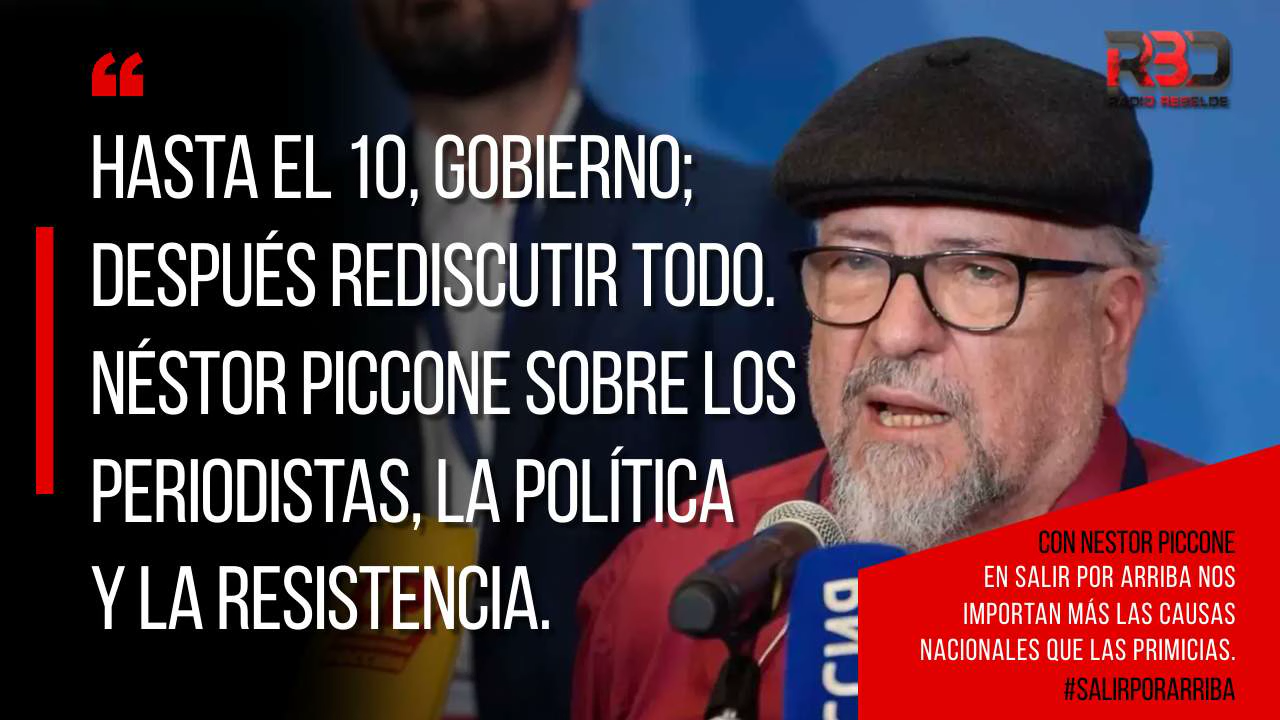 “
HASTA EL 10, GOBIERNO;
DESPUÉS REDISCUTIR TODO.
NÉSTOR PICCONE SOBRE LOS
PERIODISTAS, LA POLÍTICA
Y LA RESISTENCIA.
RBD
RADIO REBELDE
CON NESTOR PICCONE
EN SALIR POR ARRIBA NOS
IMPORTAN MÁS LAS CAUSAS
NACIONALES QUE LAS PRIMICIAS.
#SALIRPORARRIBA